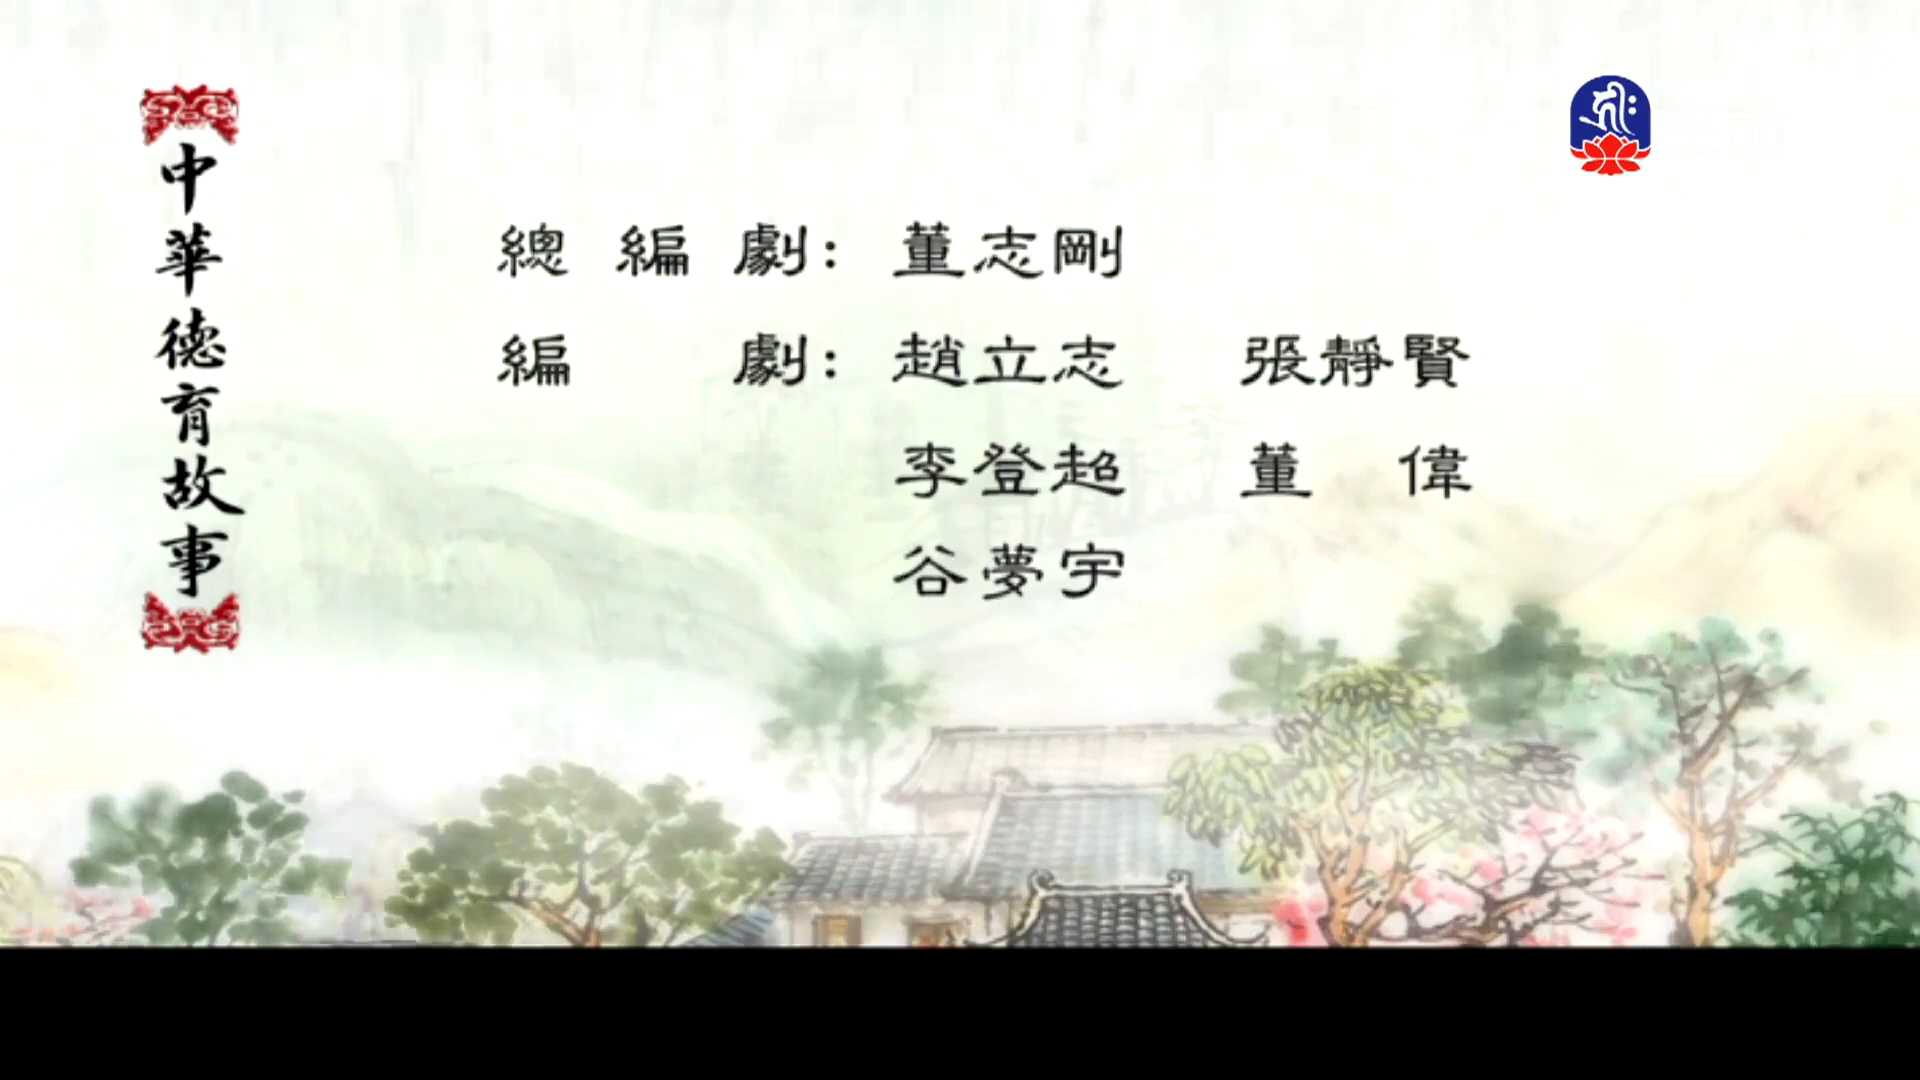 中華德育故事
總編劇：董志剛
編劇：趙立志 張靜賢
李登超 董偉
谷夢宇